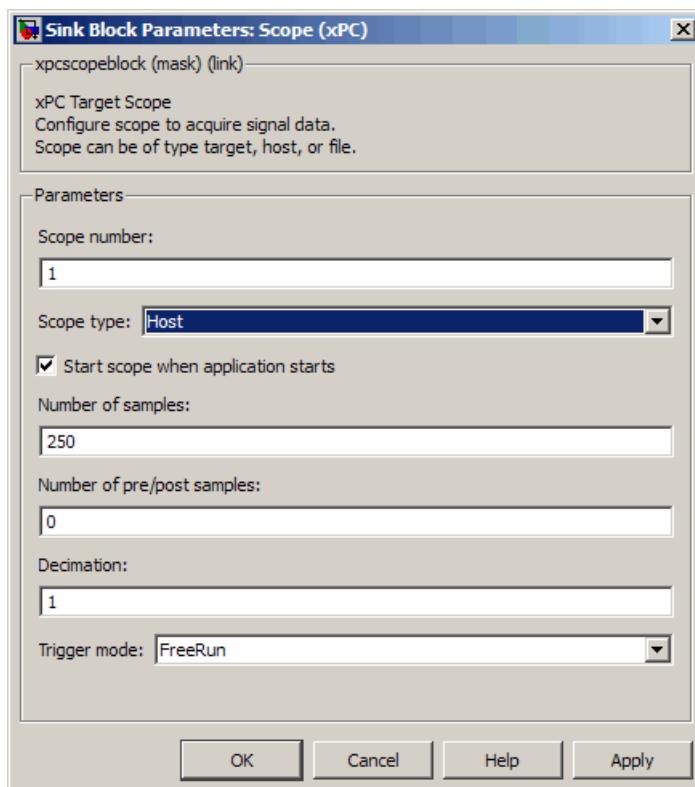 Sink Block Parameters: Scope (xPC)
xpcscopeblock (mask) (link)
xPC Target Scope
Configure scope to acquire signal data.
Scope can be of type target, host, or file.
Parameters
Scope number:
1
Scope type: Host
Start scope when application starts
Number of samples:
250
Number of pre/post samples:
0
Decimation:
1
Trigger mode: FreeRun
OK Cancel Help Apply